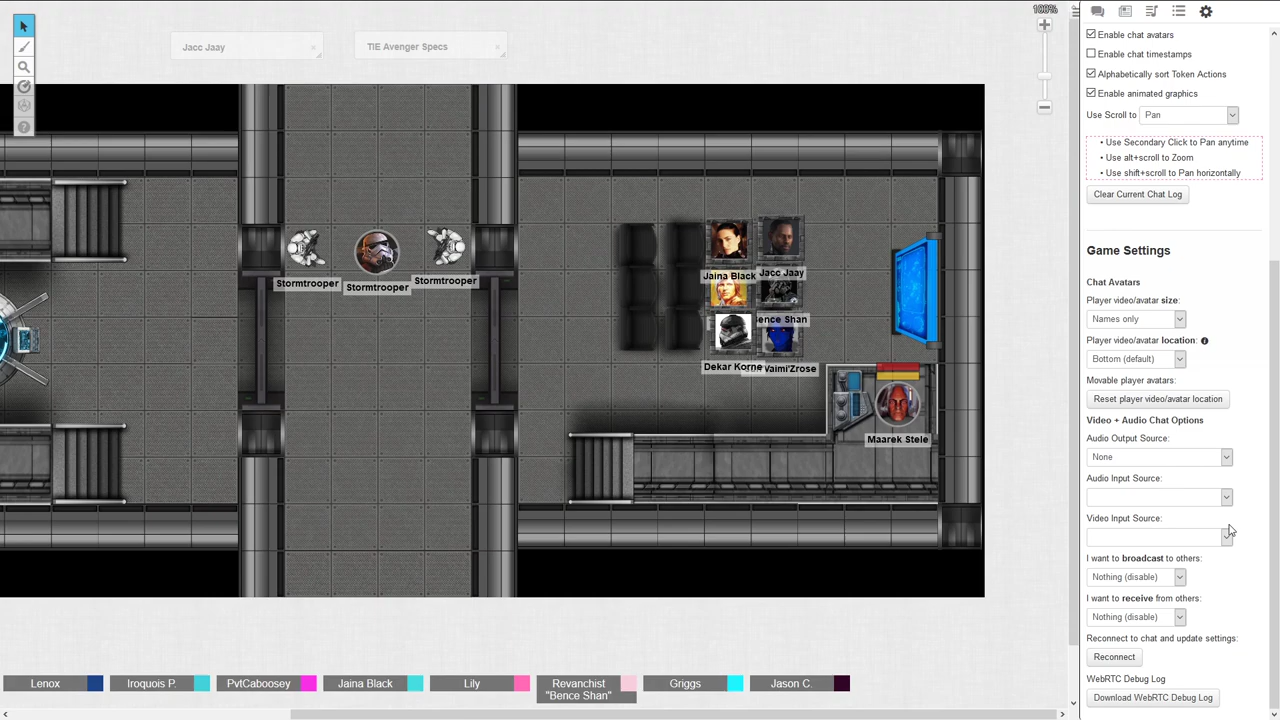 100%
Jacc Jaay
TIE Avenger Specs
Stormtrooper
Stormtrooper
Stormtrooper
Jaina Black
Jacc Jaay
Bence Shan
Dekar Korne
Vaimi'Zrose
Maarek Stele
Lenox
Iroquois P.
PvtCaboosey
Jaina Black
Lily
Revanchist
"Bence Shan"
Griggs
Jason C.
Enable chat avatars
Enable chat timestamps
Alphabetically sort Token Actions
Enable animated graphics
Use Scroll to Pan
• Use Secondary Click to Pan anytime
• Use alt+scroll to Zoom
• Use shift+scroll to Pan horizontally
Clear Current Chat Log
Game Settings
Chat Avatars
Player video/avatar size:
Names only
Player video/avatar location:
Bottom (default)
Movable player avatars:
Reset player video/avatar location
Video + Audio Chat Options
Audio Output Source:
None
Audio Input Source:
Video Input Source:
I want to broadcast to others:
Nothing (disable)
I want to receive from others:
Nothing (disable)
Reconnect to chat and update settings:
Reconnect
WebRTC Debug Log
Download WebRTC Debug Log